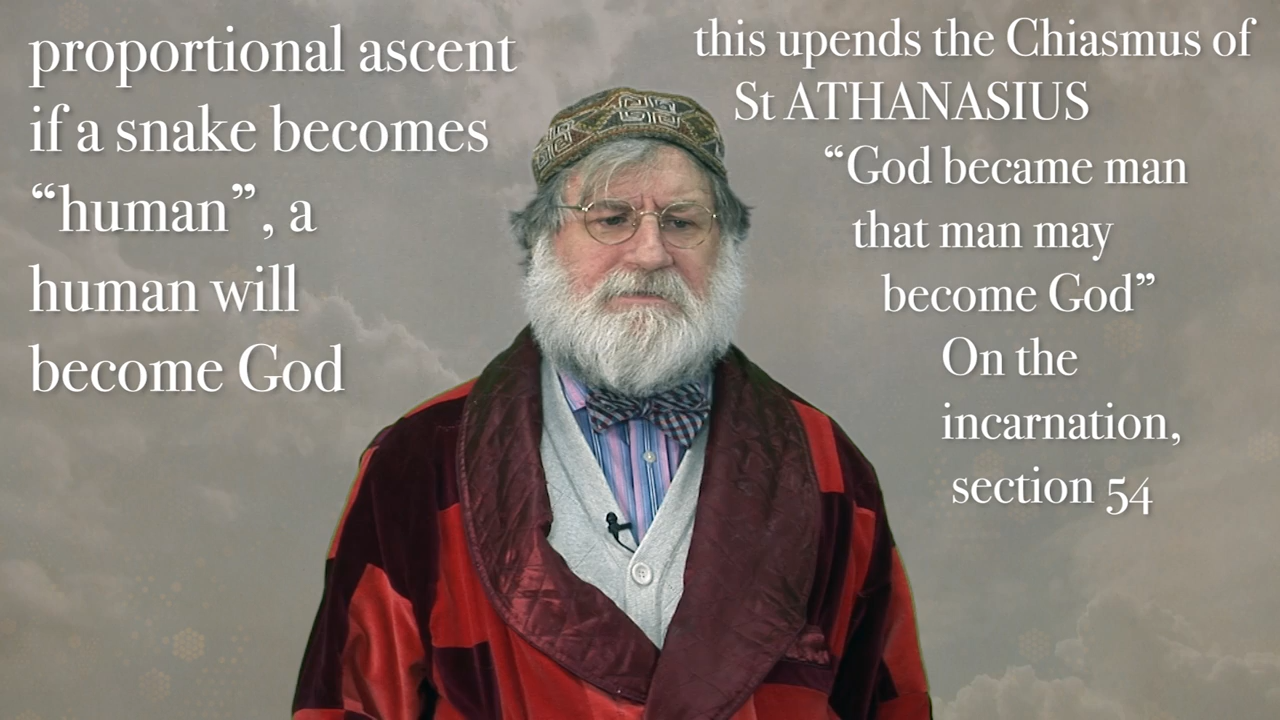 proportional ascent
if a snake becomes
“human”, a
human will
become God
this upends the Chiasmus of
St ATHANASIUS
“God became man
that man may
become God”
On the
incarnation,
section 54